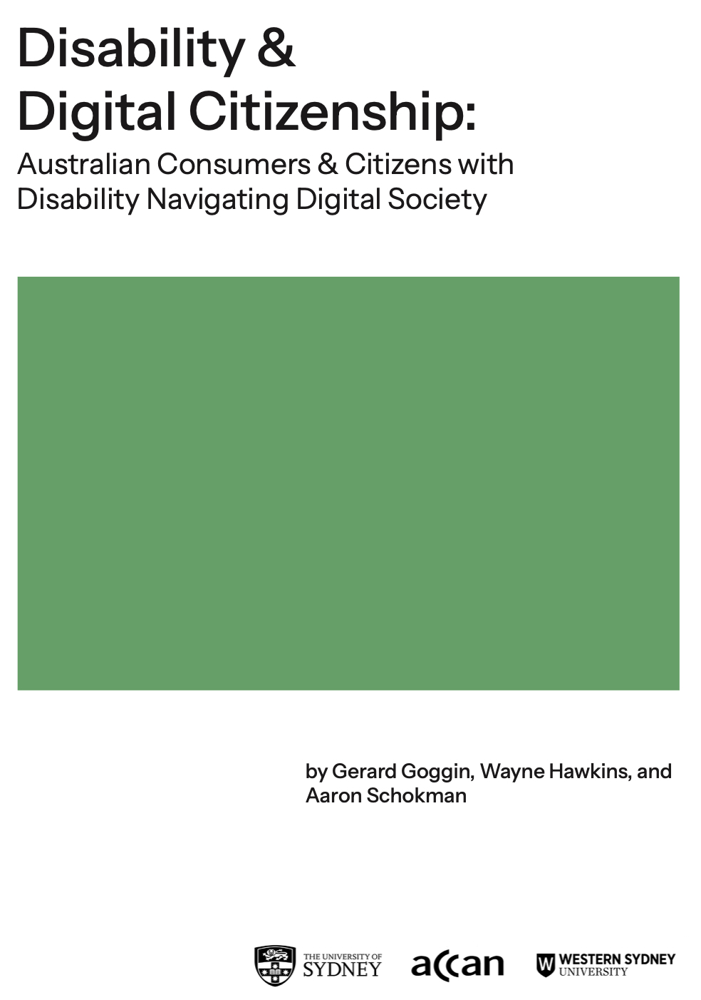 Disability &
Digital Citizenship:
Australian Consumers & Citizens with
Disability Navigating Digital Society
by Gerard Goggin, Wayne Hawkins, and
Aaron Schokman
THE UNIVERSITY OF
SYDNEY
accan
W WESTERN SYDNEY
UNIVERSITY